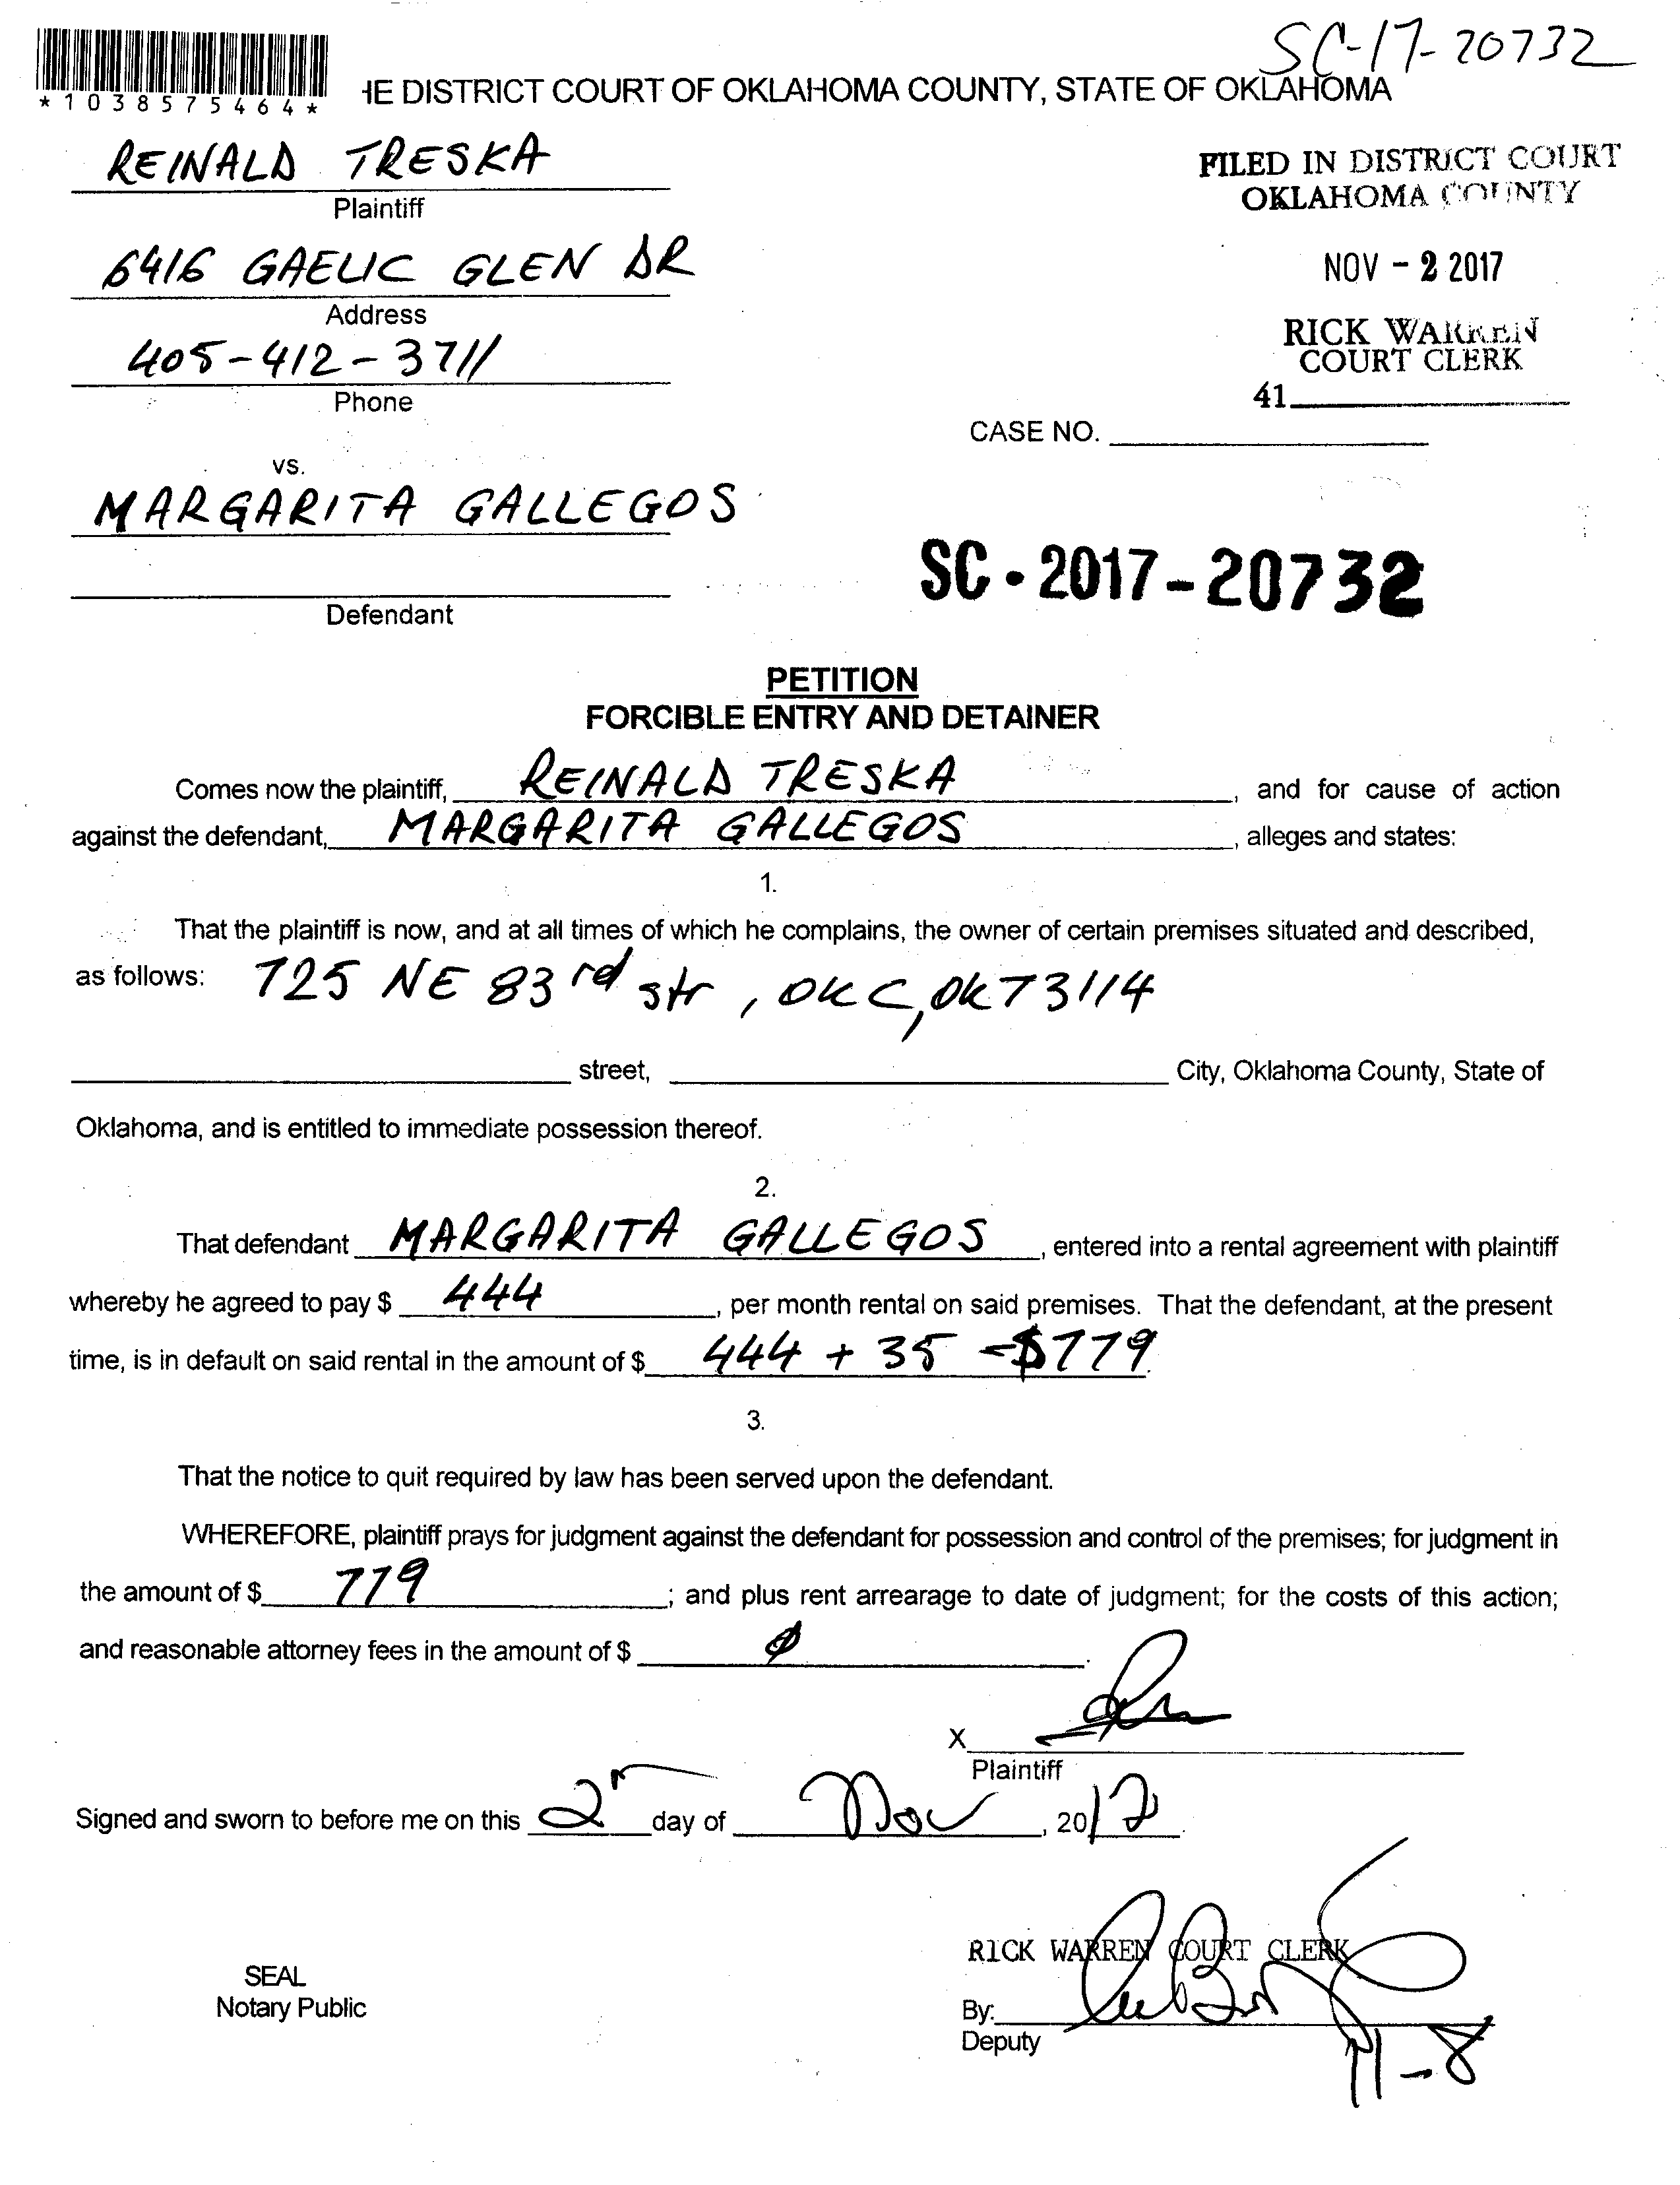 SC-17-20732
*1038575464*
HE DISTRICT COURT OF OKLAHOMA COUNTY, STATE OF OKLAHOMA
REINALD TRESKA
Plaintiff
FILED IN DISTRICT COURT
OKLAHOMA COUNTY
6416 GAELIC GLEN DR
Address
NOV - 2 2017
405-412-3711
Phone
RICK WARREN
COURT CLERK
41
CASE NO.
vs.
MARGARITA GALLEGOS
Defendant
SC - 2017 - 20732
PETITION
FORCIBLE ENTRY AND DETAINER
Comes now the plaintiff, REINALD TRESKA, and for cause of action
against the defendant, MARGARITA GALLEGOS, alleges and states:
1.
That the plaintiff is now, and at all times of which he complains, the owner of certain premises situated and described,
as follows: 725 NE 83rd str, OKC, OK 73114
street, City, Oklahoma County, State of
Oklahoma, and is entitled to immediate possession thereof.
2.
That defendant MARGARITA GALLEGOS, entered into a rental agreement with plaintiff
whereby he agreed to pay $ 444, per month rental on said premises. That the defendant, at the present
time, is in default on said rental in the amount of $ 444 + 35 = $779.
3.
That the notice to quit required by law has been served upon the defendant.
WHEREFORE, plaintiff prays for judgment against the defendant for possession and control of the premises; for judgment in
the amount of $ 779; and plus rent arrearage to date of judgment; for the costs of this action;
and reasonable attorney fees in the amount of $ Ø.
X
Plaintiff
Signed and sworn to before me on this 2 day of Nov, 2017.
RICK WARREN COURT CLERK
SEAL
Notary Public
By:
Deputy
11-8